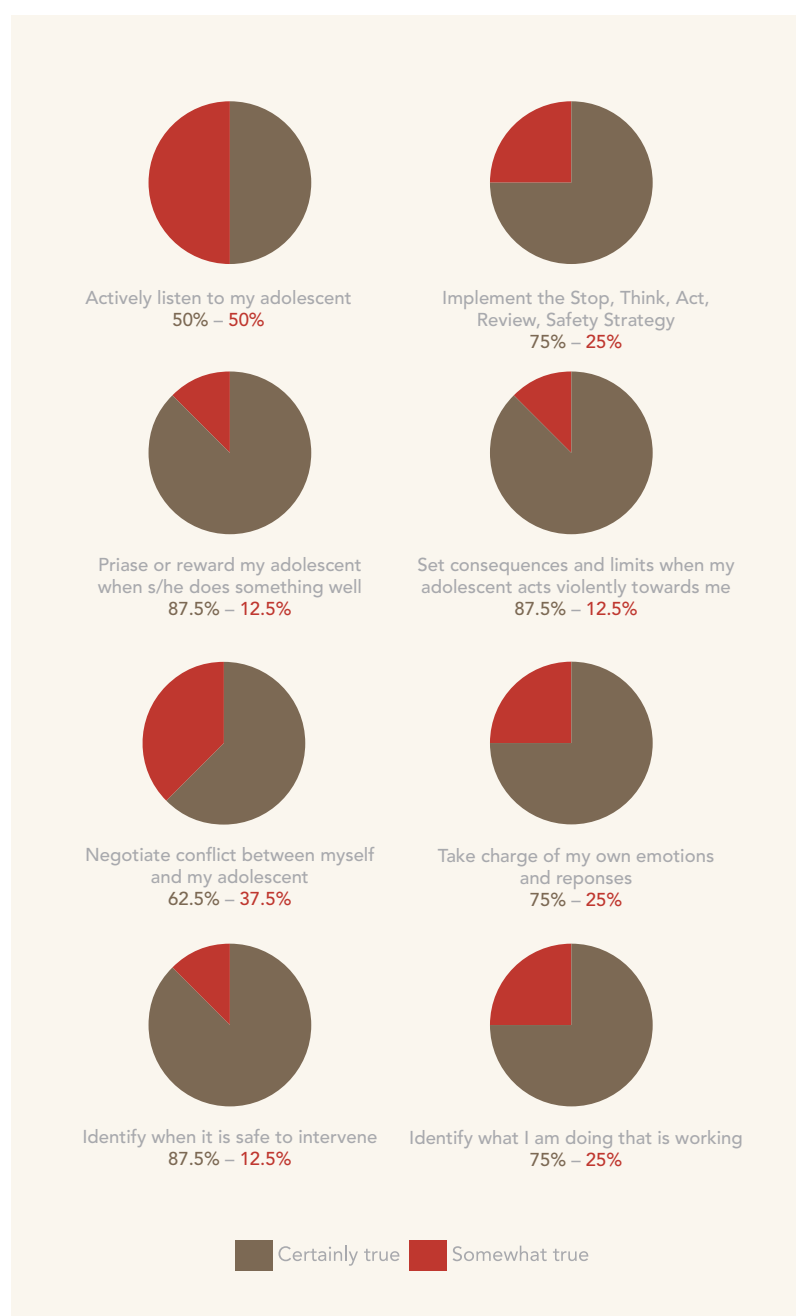 Actively listen to my adolescent
50% – 50%
Implement the Stop, Think, Act,
Review, Safety Strategy
75% – 25%
Priase or reward my adolescent
when s/he does something well
87.5% – 12.5%
Set consequences and limits when my
adolescent acts violently towards me
87.5% – 12.5%
Negotiate conflict between myself
and my adolescent
62.5% – 37.5%
Take charge of my own emotions
and reponses
75% – 25%
Identify when it is safe to intervene
87.5% – 12.5%
Identify what I am doing that is working
75% – 25%
Certainly true
Somewhat true